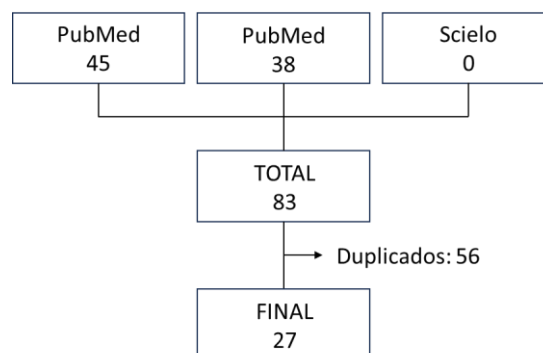 PubMed
45
PubMed
38
Scielo
0
TOTAL
83
Duplicados: 56
FINAL
27